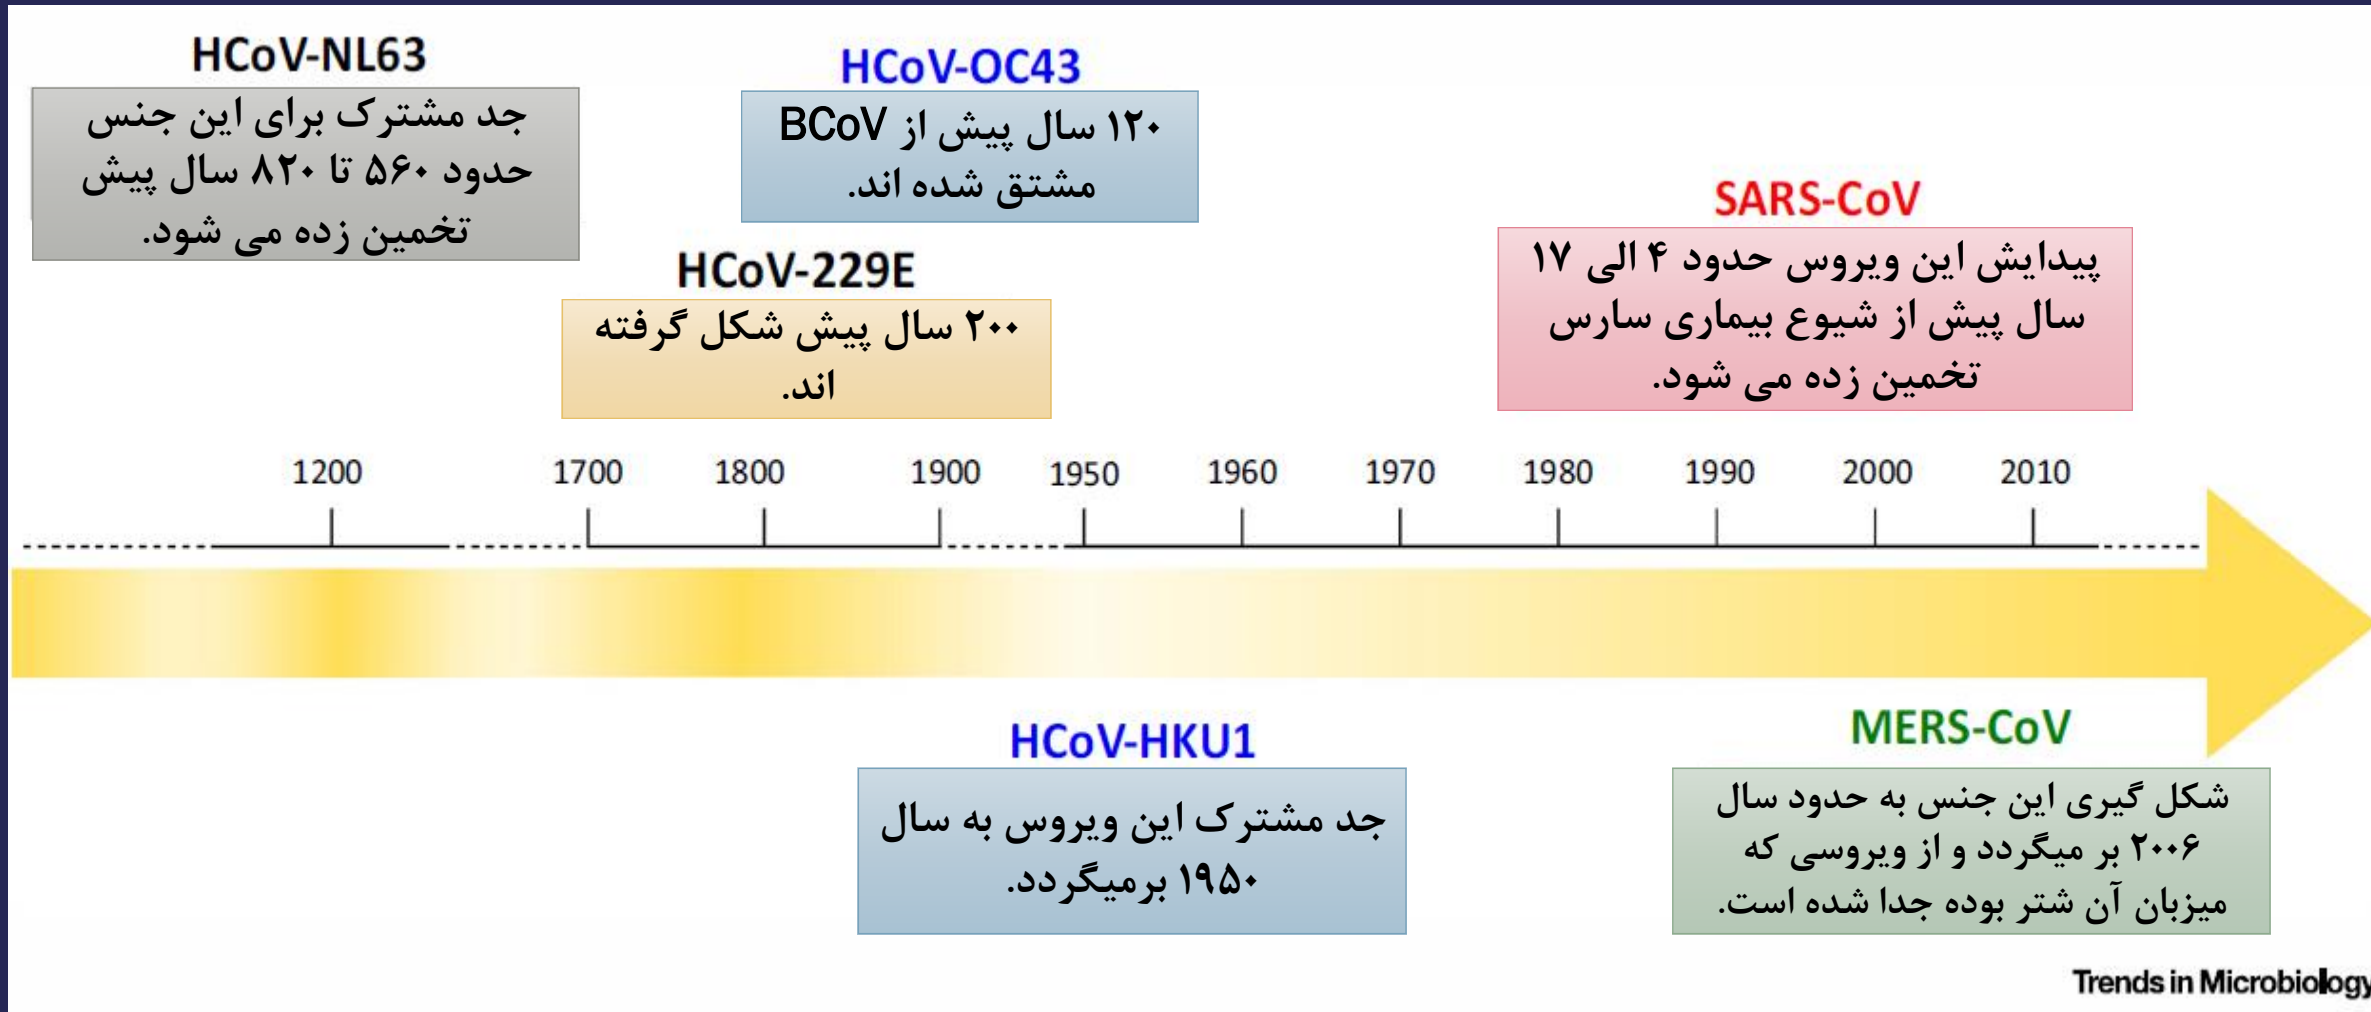 HCoV-NL63
جد مشترک برای این جنس
حدود ۵۶۰ تا ۸۲۰ سال پیش
تخمین زده می شود.
HCoV-OC43
۱۲۰ سال پیش از BCoV
مشتق شده اند.
HCoV-229E
۲۰۰ سال پیش شکل گرفته
اند.
SARS-CoV
پیدایش این ویروس حدود ۴ الی ۱۷
سال پیش از شیوع بیماری سارس
تخمین زده می شود.
1200 1700 1800 1900 1950 1960 1970 1980 1990 2000 2010
HCoV-HKU1
جد مشترک این ویروس به سال
۱۹۵۰ برمیگردد.
MERS-CoV
شکل گیری این جنس به حدود سال
۲۰۰۶ بر میگردد و از ویروسی که
میزبان آن شتر بوده جدا شده است.
Trends in Microbiology